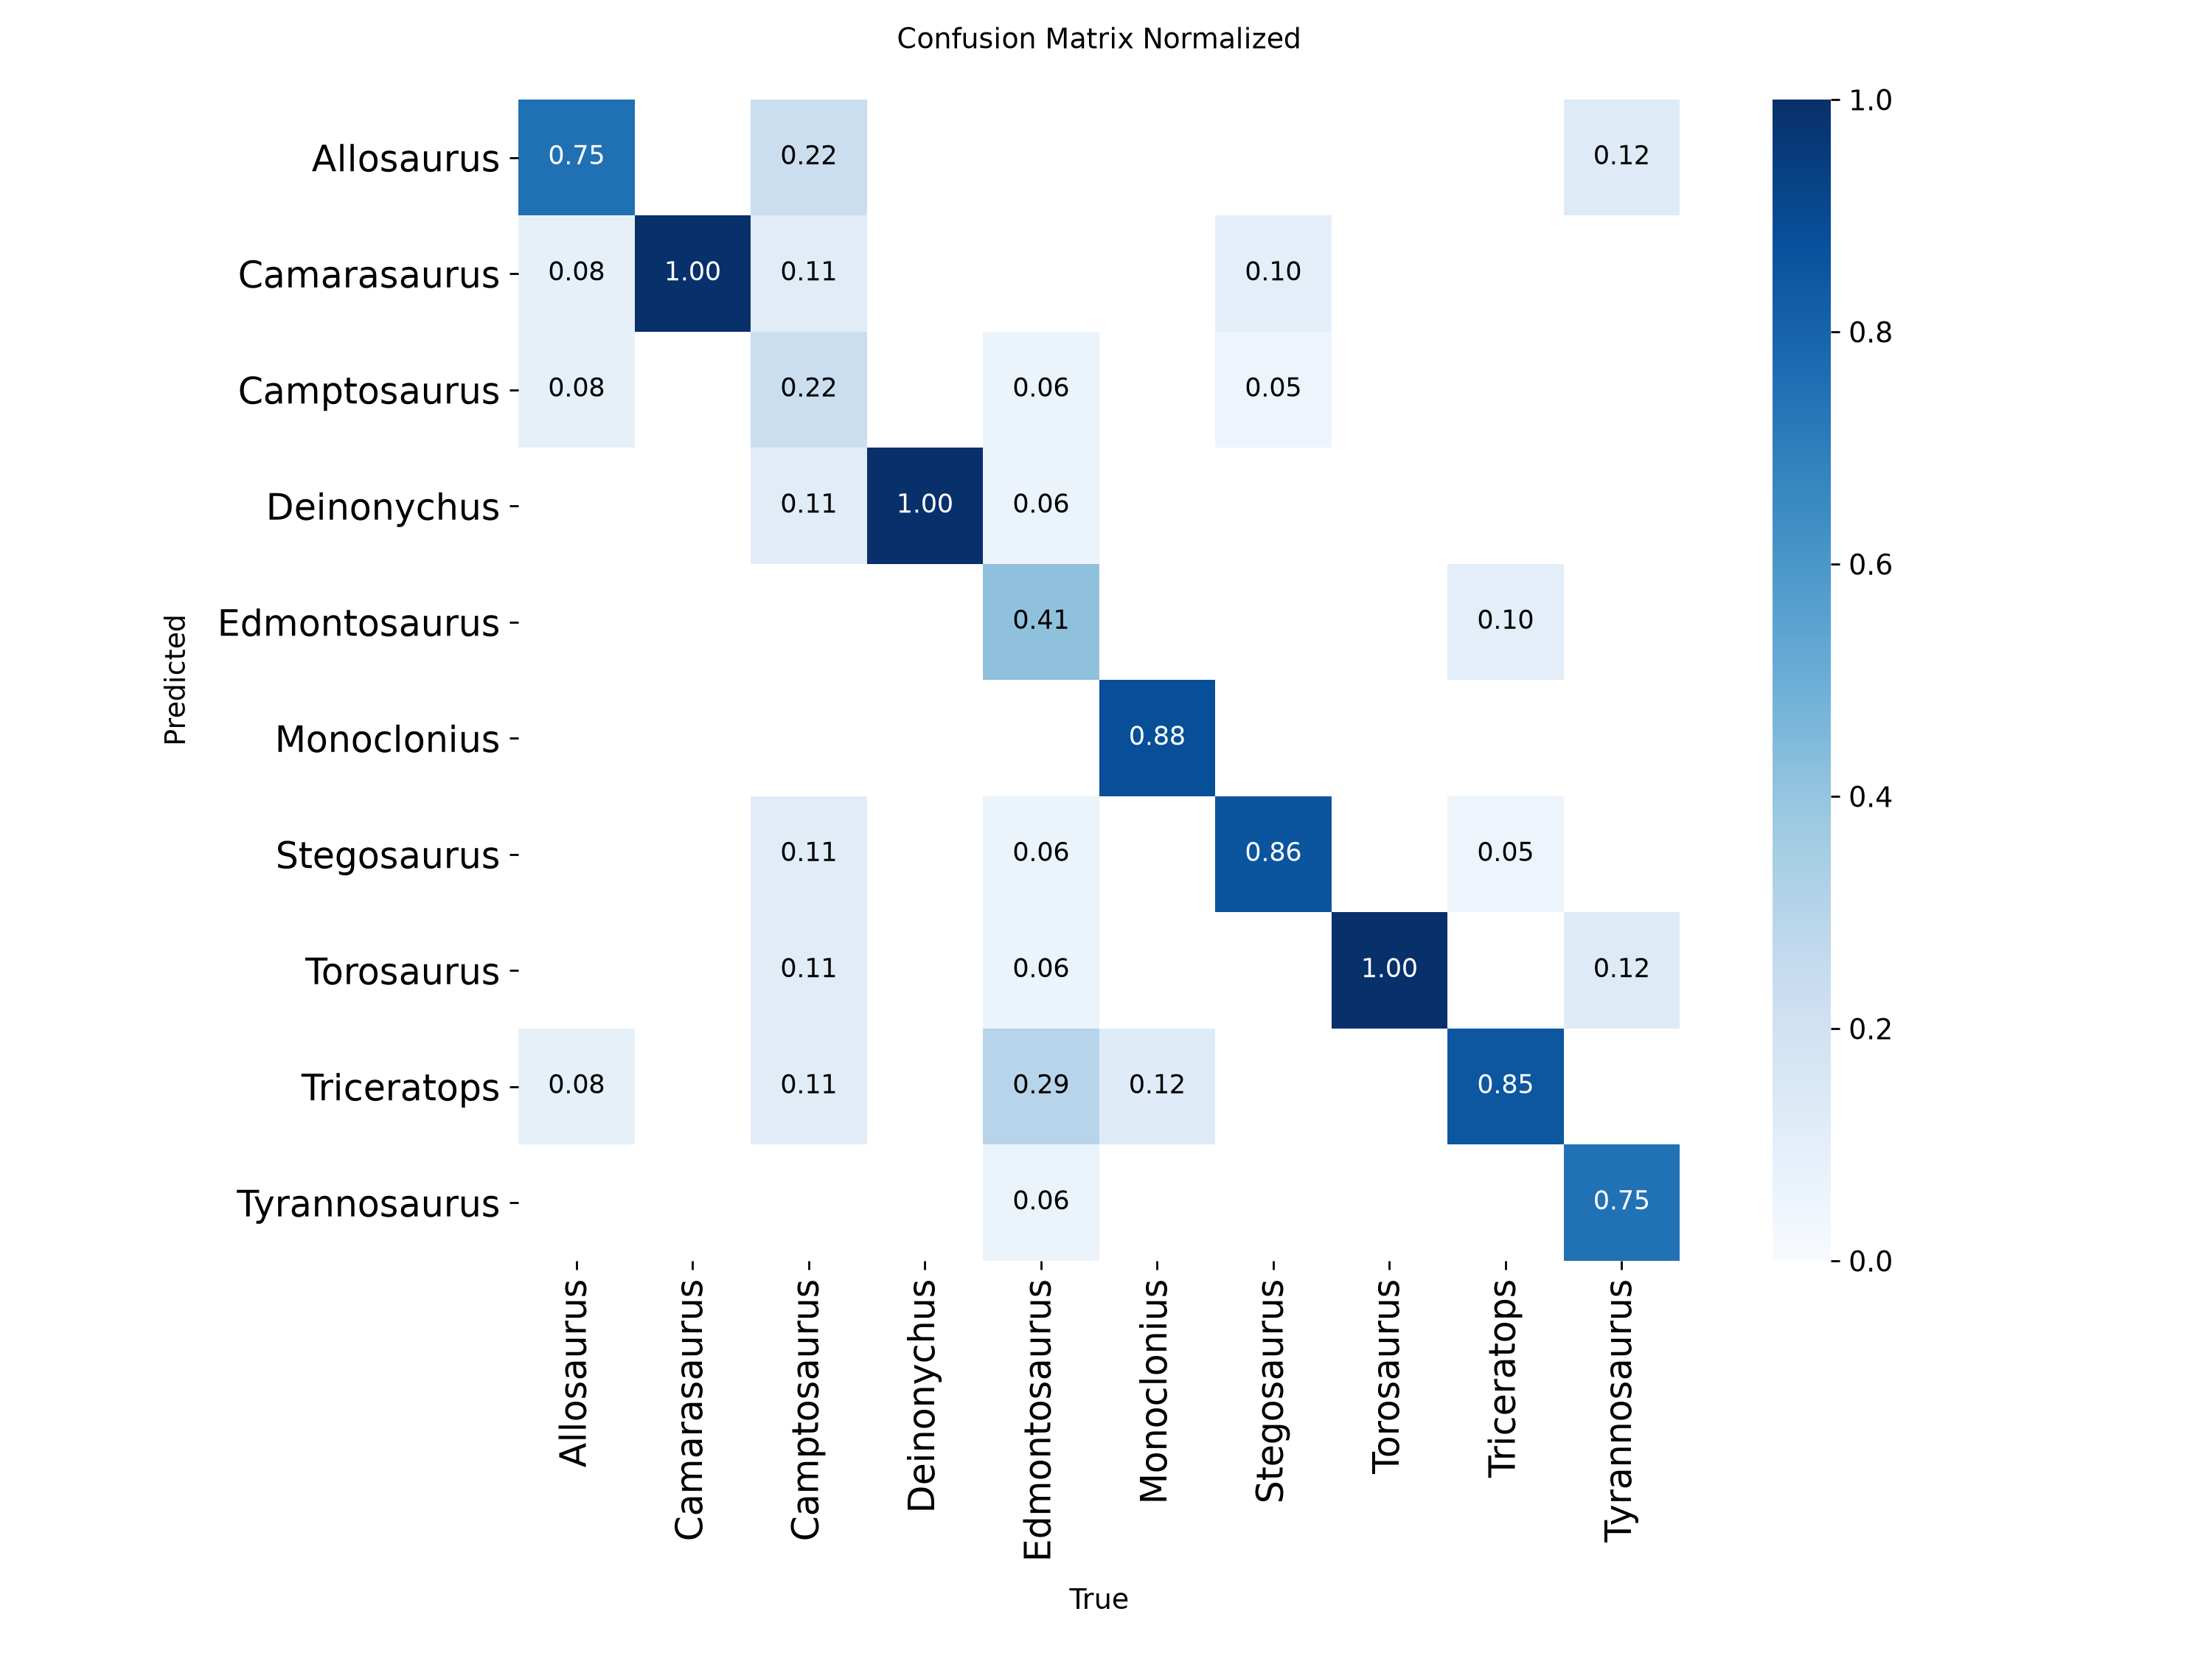 Confusion Matrix Normalized
Allosaurus 0.75 0.22 0.12
Camarasaurus 0.08 1.00 0.11 0.10
Camptosaurus 0.08 0.22 0.06 0.05
Deinonychus 0.11 1.00 0.06
Edmontosaurus 0.41 0.10
Monoclonius 0.88
Stegosaurus 0.11 0.06 0.86 0.05
Torosaurus 0.11 0.06 1.00 0.12
Triceratops 0.08 0.11 0.29 0.12 0.85
Tyrannosaurus 0.06 0.75
Predicted
Allosaurus
Camarasaurus
Camptosaurus
Deinonychus
Edmontosaurus
Monoclonius
Stegosaurus
Torosaurus
Triceratops
Tyrannosaurus
True
1.0
0.8
0.6
0.4
0.2
0.0